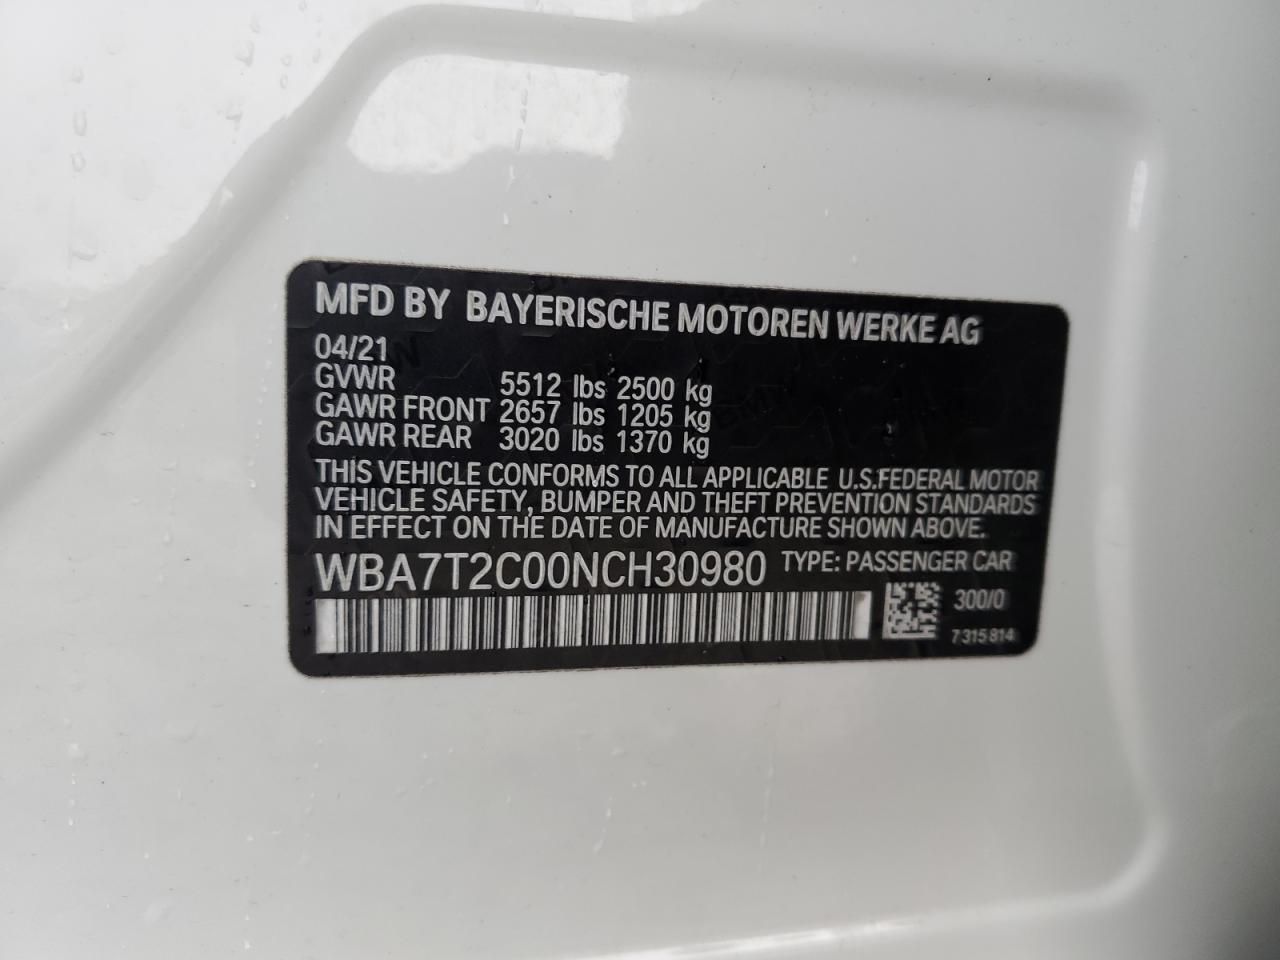 MFD BY BAYERISCHE MOTOREN WERKE AG
04/21
GVWR 5512 lbs 2500 kg
GAWR FRONT 2657 lbs 1205 kg
GAWR REAR 3020 lbs 1370 kg
THIS VEHICLE CONFORMS TO ALL APPLICABLE U.S.FEDERAL MOTOR
VEHICLE SAFETY, BUMPER AND THEFT PREVENTION STANDARDS
IN EFFECT ON THE DATE OF MANUFACTURE SHOWN ABOVE.
WBA7T2C00NCH30980 TYPE: PASSENGER CAR
300/0
7 315 814